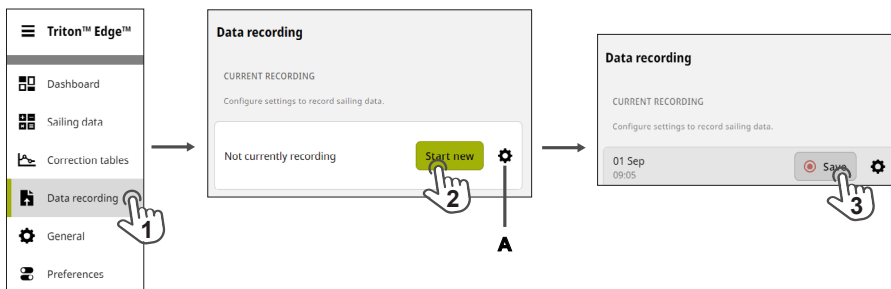 Triton™ Edge™
Dashboard
Sailing data
Correction tables
Data recording
General
Preferences
1
Data recording
CURRENT RECORDING
Configure settings to record sailing data.
Not currently recording
Start new
2
A
Data recording
CURRENT RECORDING
Configure settings to record sailing data.
01 Sep
09:05
Save
3